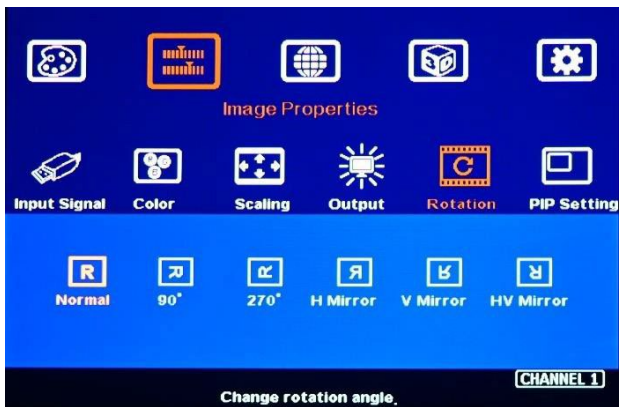 3D
Image Properties
Input Signal Color Scaling Output Rotation PIP Setting
R R R R R R
Normal 90° 270° H Mirror V Mirror HV Mirror
CHANNEL 1
Change rotation angle.